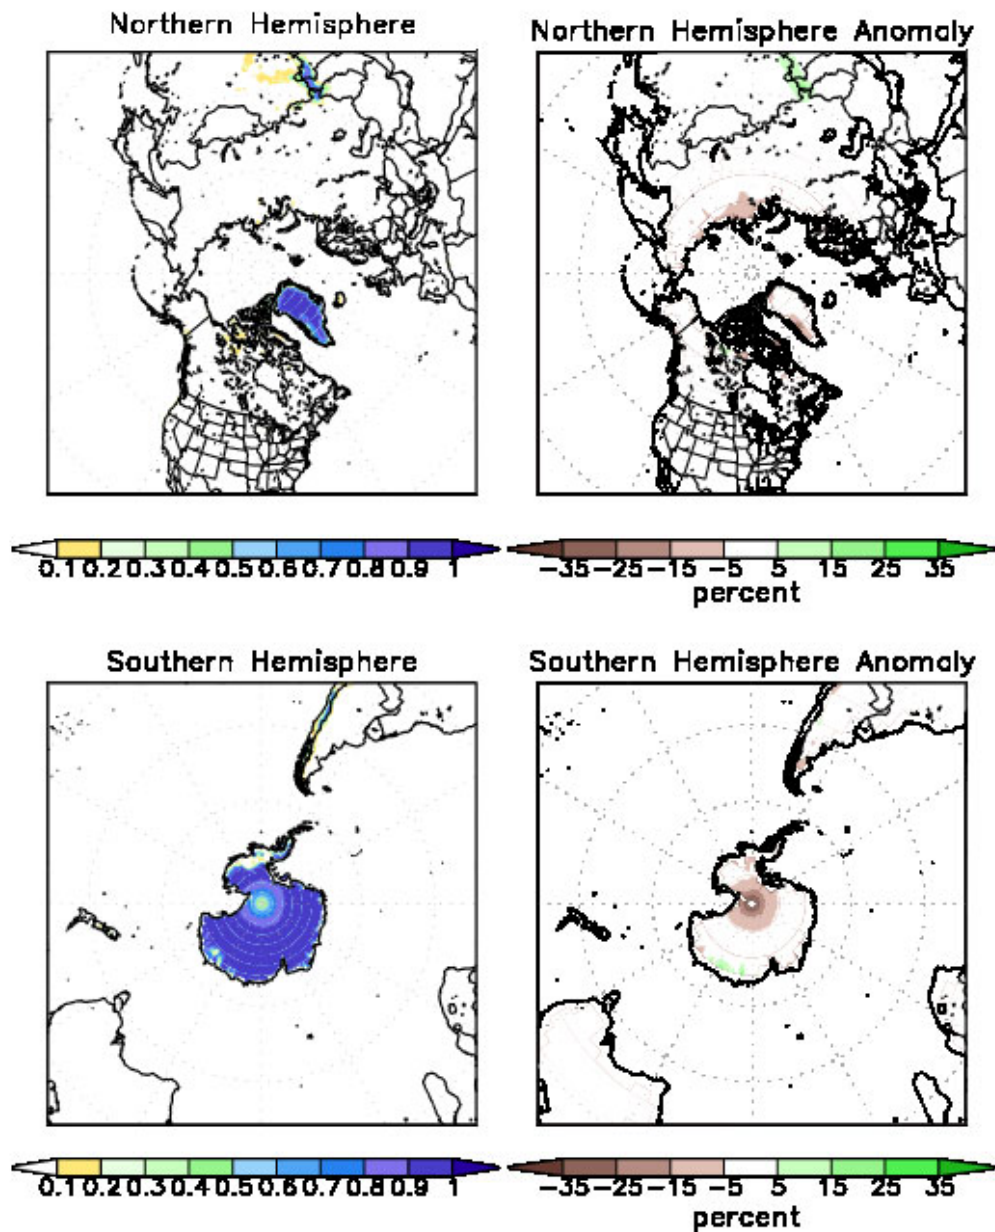 Northern Hemisphere
Northern Hemisphere Anomaly
0.1 0.2 0.3 0.4 0.5 0.6 0.7 0.8 0.9 1
-35 -25 -15 -5 5 15 25 35
percent
Southern Hemisphere
Southern Hemisphere Anomaly
0.1 0.2 0.3 0.4 0.5 0.6 0.7 0.8 0.9 1
-35 -25 -15 -5 5 15 25 35
percent